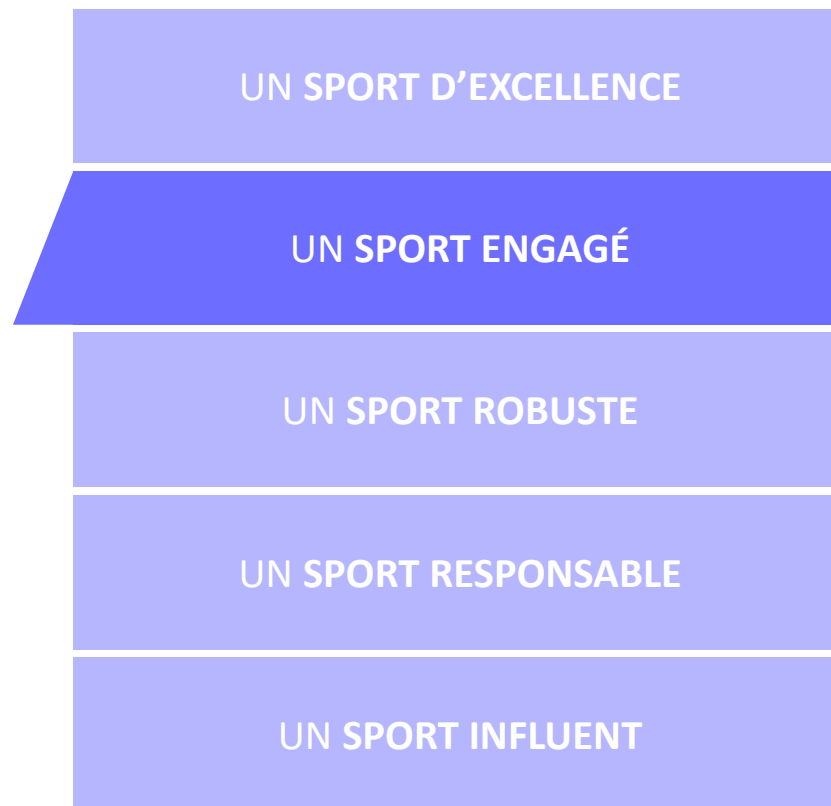 UN SPORT D’EXCELLENCE
UN SPORT ENGAGÉ
UN SPORT ROBUSTE
UN SPORT RESPONSABLE
UN SPORT INFLUENT